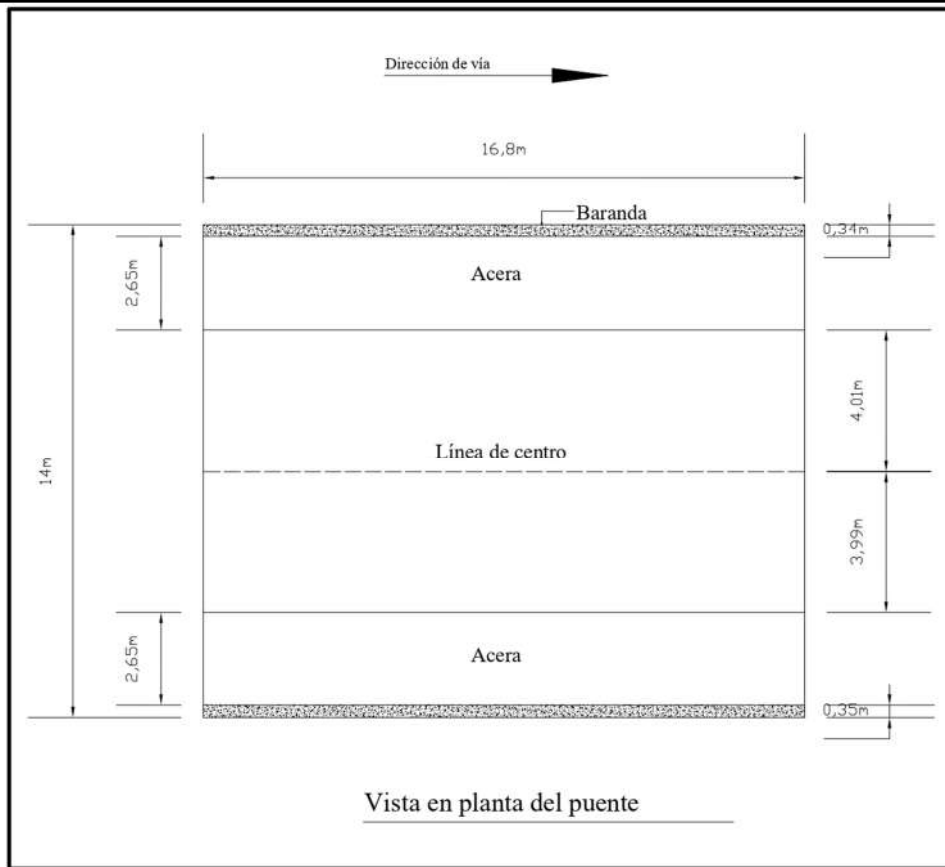 Dirección de vía
16,8m
Baranda
0,34m
2,65m
Acera
4,01m
Línea de centro
14m
3,99m
2,65m
Acera
0,35m
Vista en planta del puente